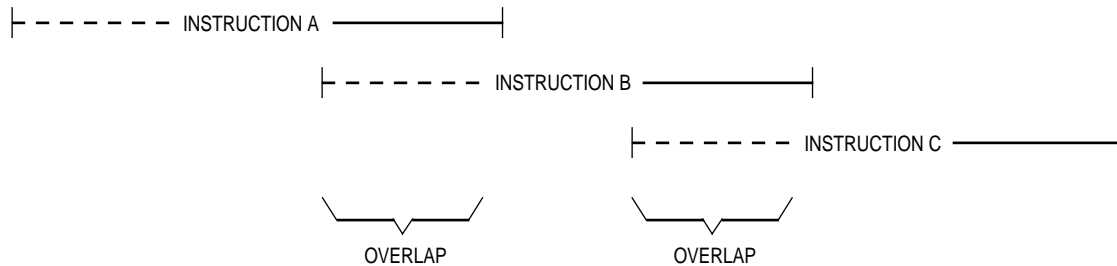 INSTRUCTION A
INSTRUCTION B
INSTRUCTION C
OVERLAP
OVERLAP